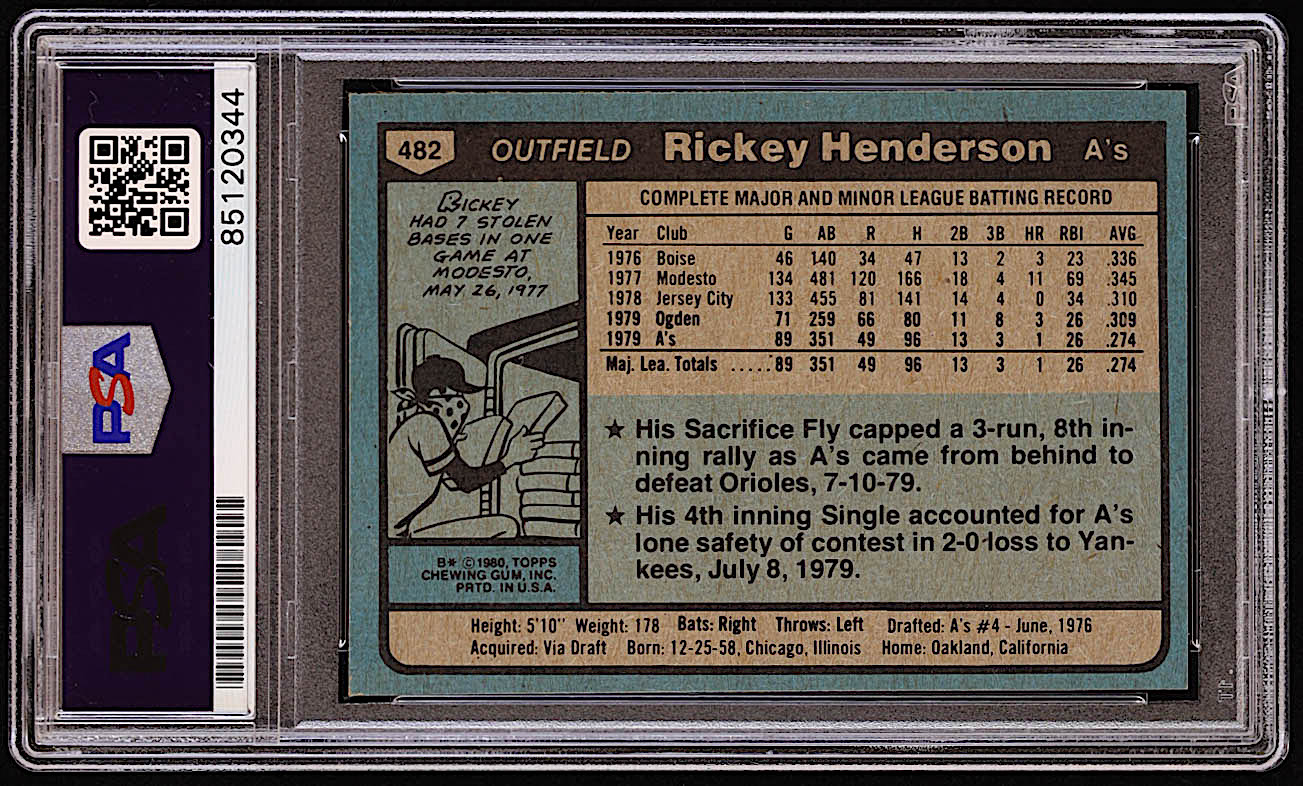 85120344
PSA
PSA
PSA
482 OUTFIELD Rickey Henderson A's
RICKEY
HAD 7 STOLEN
BASES IN ONE
GAME AT
MODESTO,
MAY 26, 1977
B* © 1980, TOPPS
CHEWING GUM, INC.
PRTD. IN U.S.A.
COMPLETE MAJOR AND MINOR LEAGUE BATTING RECORD
Year Club G AB R H 2B 3B HR RBI AVG
1976 Boise 46 140 34 47 13 2 3 23 .336
1977 Modesto 134 481 120 166 18 4 11 69 .345
1978 Jersey City 133 455 81 141 14 4 0 34 .310
1979 Ogden 71 259 66 80 11 8 3 26 .309
1979 A's 89 351 49 96 13 3 1 26 .274
Maj. Lea. Totals .....89 351 49 96 13 3 1 26 .274
★ His Sacrifice Fly capped a 3-run, 8th in-
ning rally as A's came from behind to
defeat Orioles, 7-10-79.
★ His 4th inning Single accounted for A's
lone safety of contest in 2-0 loss to Yan-
kees, July 8, 1979.
Height: 5'10" Weight: 178 Bats: Right Throws: Left Drafted: A's #4 - June, 1976
Acquired: Via Draft Born: 12-25-58, Chicago, Illinois Home: Oakland, California